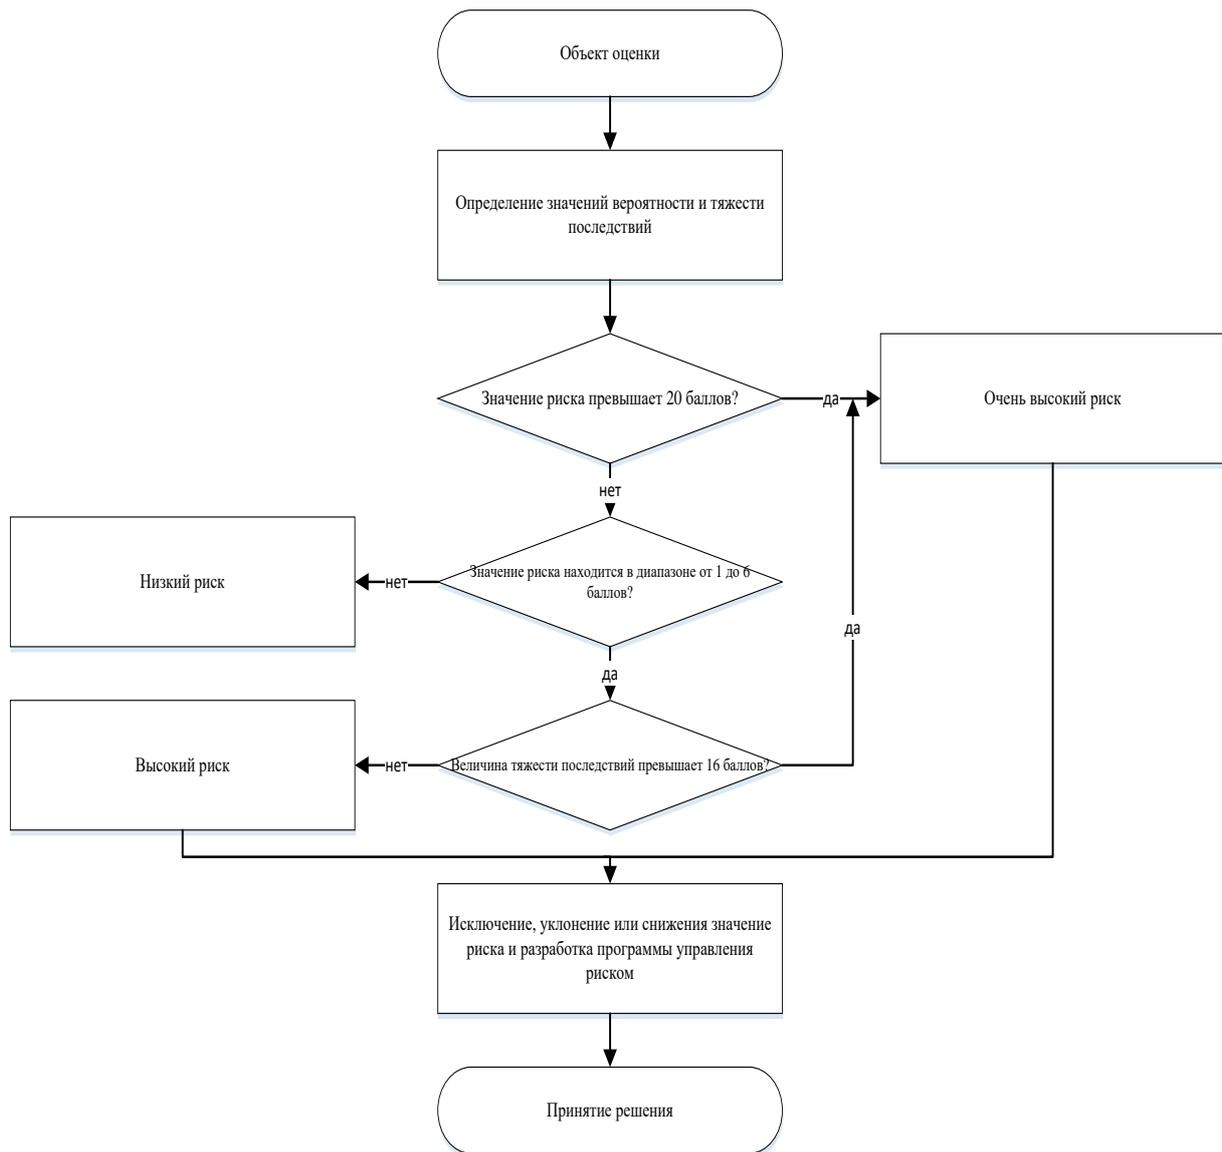 Объект оценки
Определение значений вероятности и тяжести
последствий
Значение риска превышает 20 баллов?
да
Очень высокий риск
нет
Низкий риск
нет
Значение риска находится в диапазоне от 1 до 6
баллов?
да
да
Высокий риск
нет
Величина тяжести последствий превышает 16 баллов?
Исключение, уклонение или снижения значение
риска и разработка программы управления
риском
Принятие решения